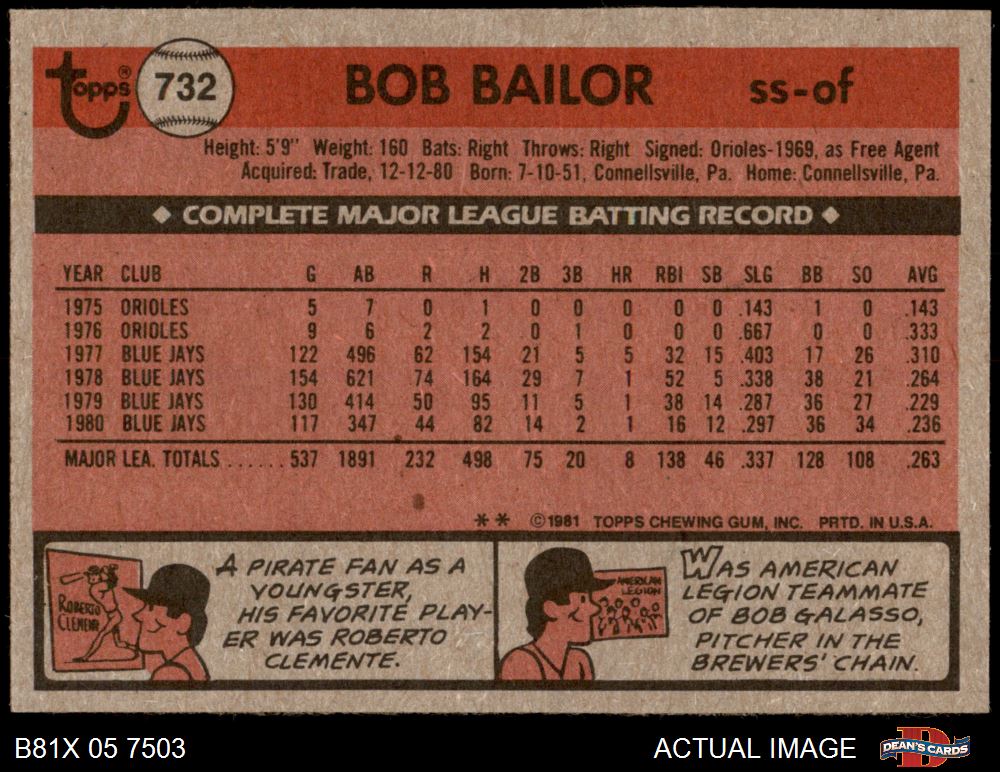 Topps® 732 BOB BAILOR ss-of
Height: 5'9" Weight: 160 Bats: Right Throws: Right Signed: Orioles-1969, as Free Agent
Acquired: Trade, 12-12-80 Born: 7-10-51, Connellsville, Pa. Home: Connellsville, Pa.
◆ COMPLETE MAJOR LEAGUE BATTING RECORD ◆
YEAR CLUB G AB R H 2B 3B HR RBI SB SLG BB SO AVG
1975 ORIOLES 5 7 0 1 0 0 0 0 0 .143 1 0 .143
1976 ORIOLES 9 6 2 2 0 1 0 0 0 .667 0 0 .333
1977 BLUE JAYS 122 496 62 154 21 5 5 32 15 .403 17 26 .310
1978 BLUE JAYS 154 621 74 164 29 7 1 52 5 .338 38 21 .264
1979 BLUE JAYS 130 414 50 95 11 5 1 38 14 .287 36 27 .229
1980 BLUE JAYS 117 347 44 82 14 2 1 16 12 .297 36 34 .236
MAJOR LEA. TOTALS ...... 537 1891 232 498 75 20 8 138 46 .337 128 108 .263
** ©1981 TOPPS CHEWING GUM, INC. PRTD. IN U.S.A.
ROBERTO
CLEMENTE
A PIRATE FAN AS A
YOUNGSTER,
HIS FAVORITE PLAY-
ER WAS ROBERTO
CLEMENTE.
AMERICAN
LEGION
WAS AMERICAN
LEGION TEAMMATE
OF BOB GALASSO,
PITCHER IN THE
BREWERS' CHAIN.
B81X 05 7503 ACTUAL IMAGE DEAN'S CARDS